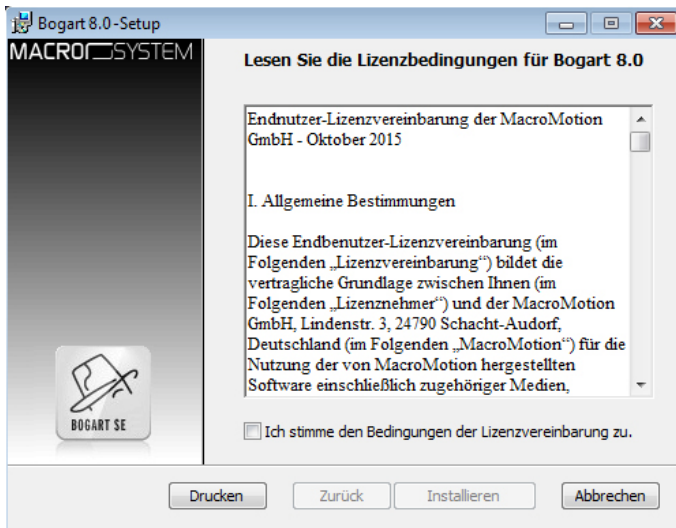 Bogart 8.0-Setup
MACROSYSTEM
Lesen Sie die Lizenzbedingungen für Bogart 8.0
Endnutzer-Lizenzvereinbarung der MacroMotion
GmbH - Oktober 2015
I. Allgemeine Bestimmungen
Diese Endbenutzer-Lizenzvereinbarung (im
Folgenden „Lizenzvereinbarung“) bildet die
vertragliche Grundlage zwischen Ihnen (im
Folgenden „Lizenznehmer“) und der MacroMotion
GmbH, Lindenstr. 3, 24790 Schacht-Audorf,
Deutschland (im Folgenden „MacroMotion“) für die
Nutzung der von MacroMotion hergestellten
Software einschließlich zugehöriger Medien,
BOGART SE
Ich stimme den Bedingungen der Lizenzvereinbarung zu.
Drucken
Zurück
Installieren
Abbrechen